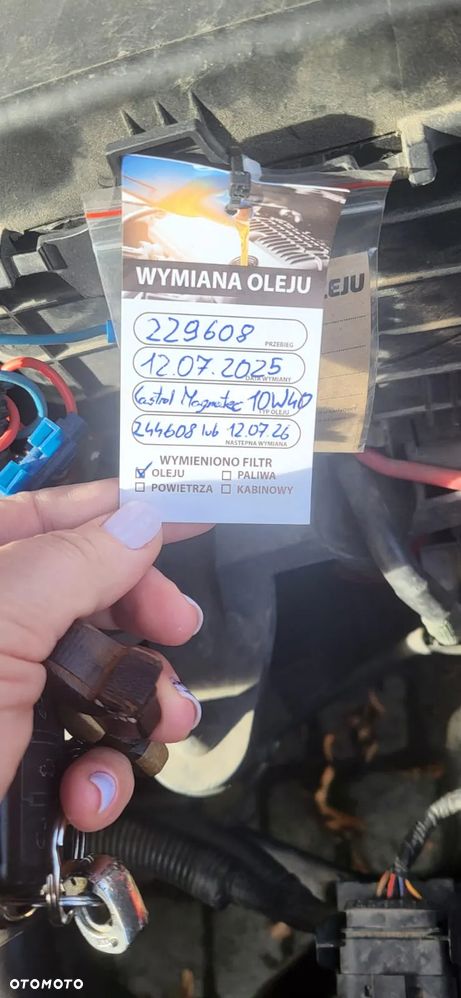 WYMIANA OLEJU
229608
PRZEBIEG
12.07.2025
DATA WYMIANY
Castrol Magnatec 10W40
TYP OLEJU
244608 lub 12.07.26
NASTĘPNA WYMIANA
WYMIENIONO FILTR
OLEJU PALIWA
POWIETRZA KABINOWY
LEJU
OTOMOTO